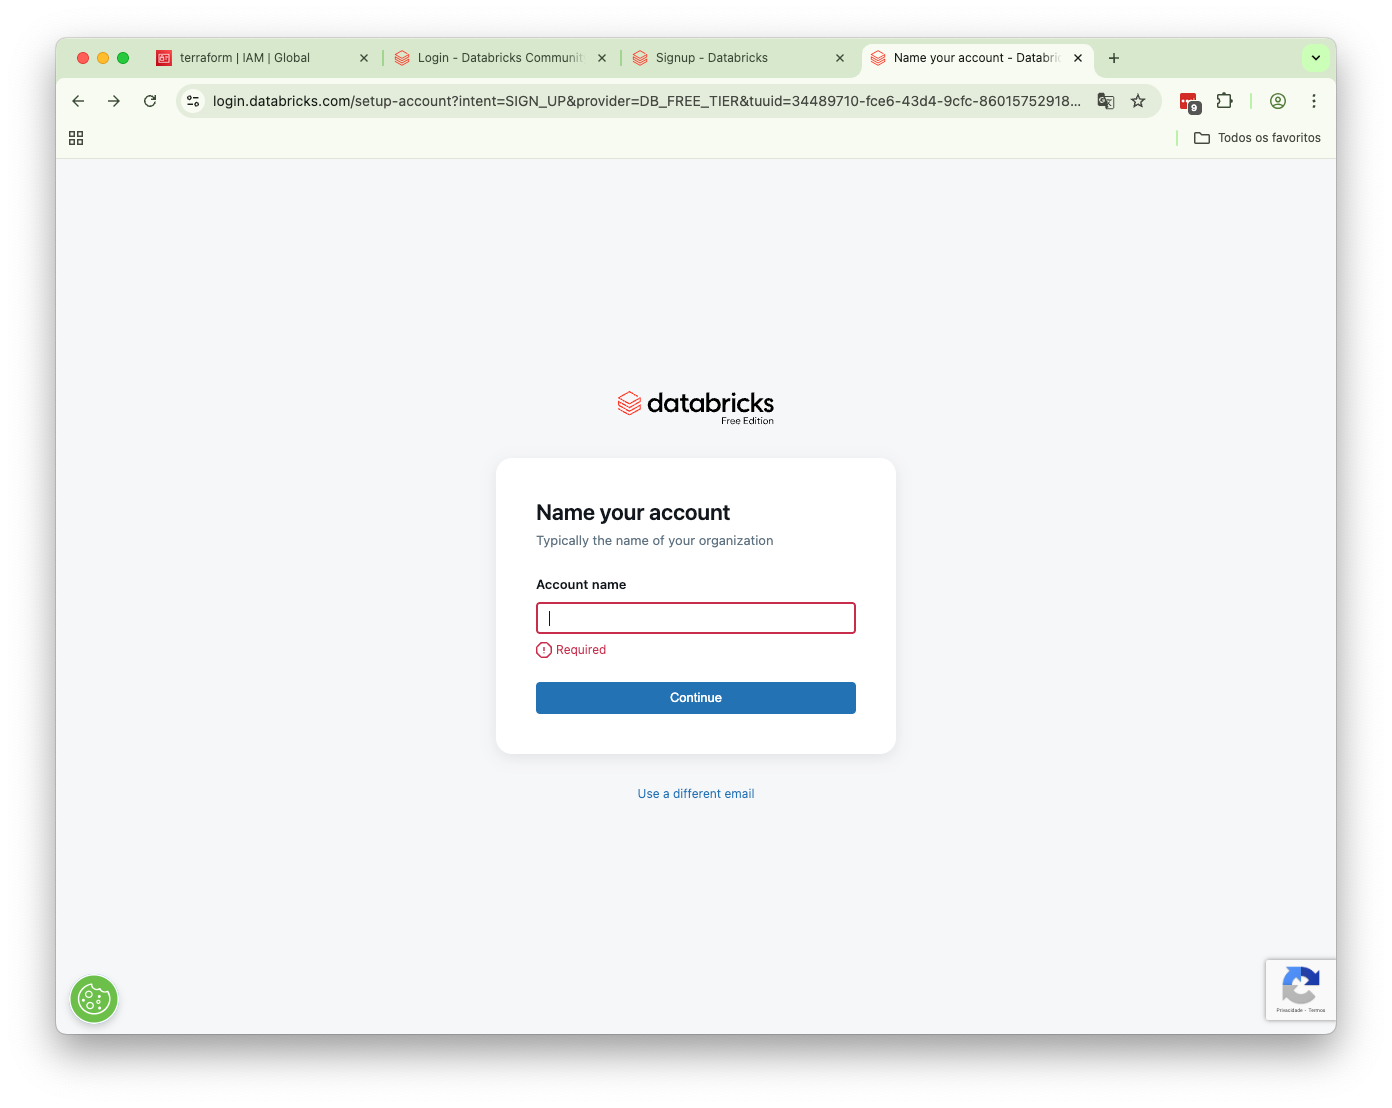 terraform | IAM | Global
Login - Databricks Communit
Signup - Databricks
Name your account - Databric
login.databricks.com/setup-account?intent=SIGN_UP&provider=DB_FREE_TIER&tuuid=34489710-fce6-43d4-9cfc-86015752918...
9
Todos os favoritos
databricks
Free Edition
Name your account
Typically the name of your organization
Account name
Required
Continue
Use a different email
Privacidade - Termos